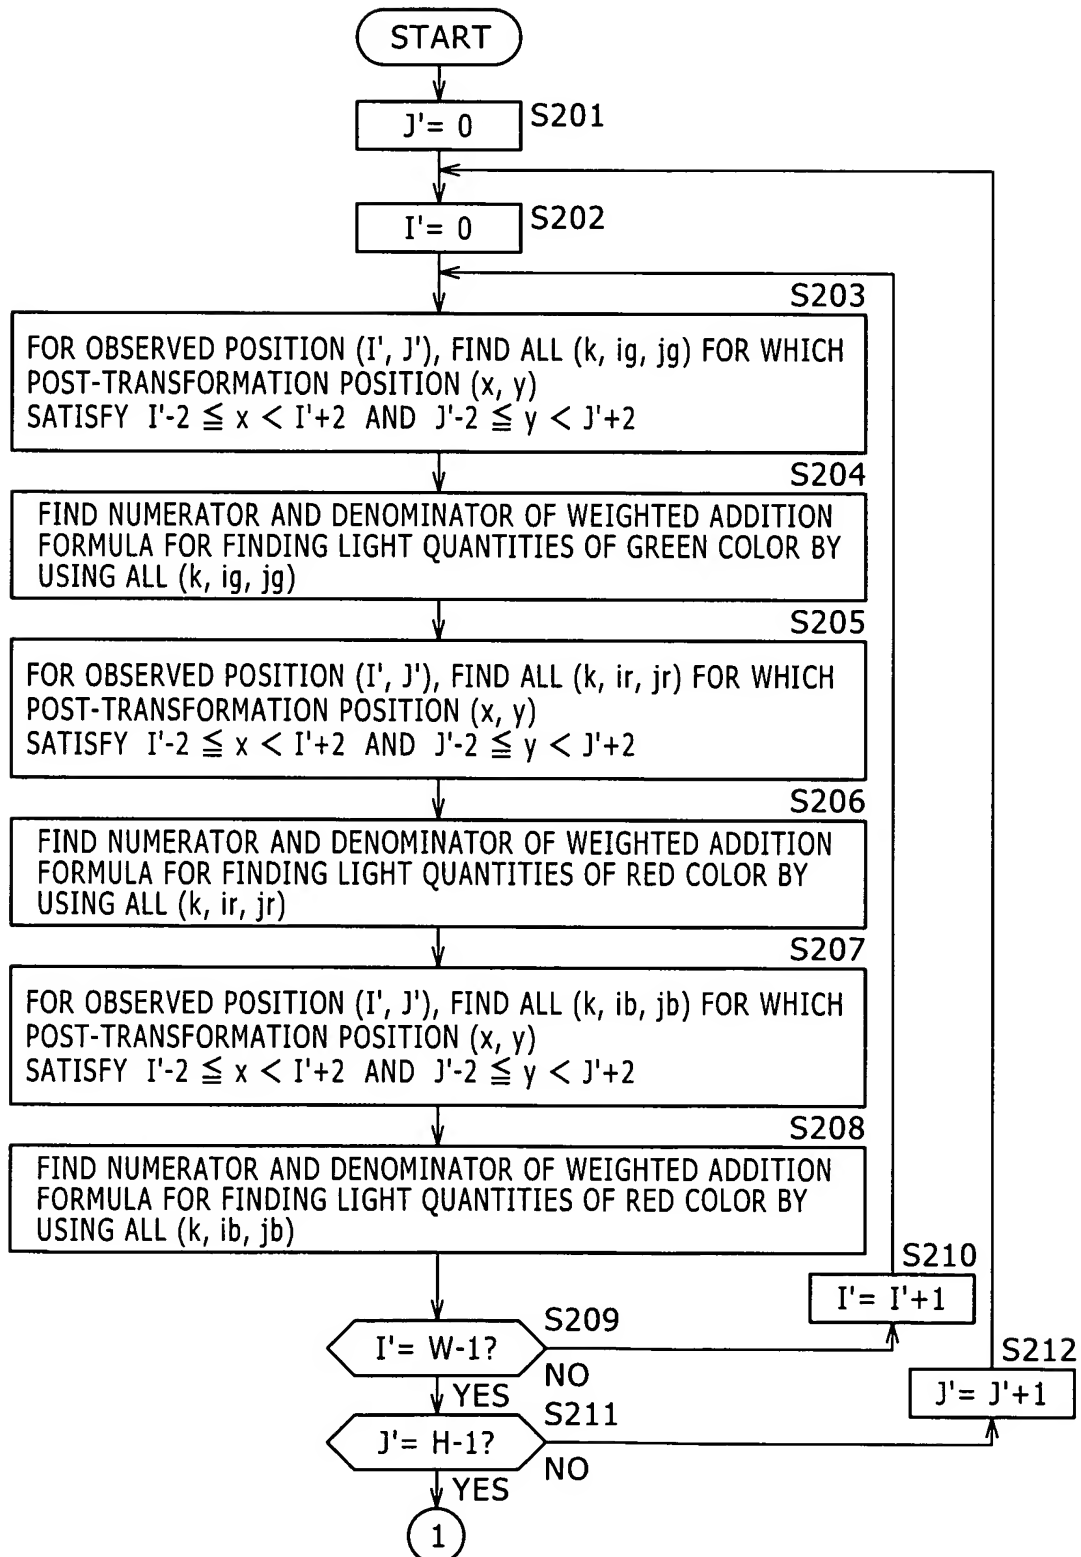 START
J'= 0
S201
I'= 0
S202
S203
FOR OBSERVED POSITION (I', J'), FIND ALL (k, ig, jg) FOR WHICH
POST-TRANSFORMATION POSITION (x, y)
SATISFY I'-2 ≦ x < I'+2 AND J'-2 ≦ y < J'+2
S204
FIND NUMERATOR AND DENOMINATOR OF WEIGHTED ADDITION
FORMULA FOR FINDING LIGHT QUANTITIES OF GREEN COLOR BY
USING ALL (k, ig, jg)
S205
FOR OBSERVED POSITION (I', J'), FIND ALL (k, ir, jr) FOR WHICH
POST-TRANSFORMATION POSITION (x, y)
SATISFY I'-2 ≦ x < I'+2 AND J'-2 ≦ y < J'+2
S206
FIND NUMERATOR AND DENOMINATOR OF WEIGHTED ADDITION
FORMULA FOR FINDING LIGHT QUANTITIES OF RED COLOR BY
USING ALL (k, ir, jr)
S207
FOR OBSERVED POSITION (I', J'), FIND ALL (k, ib, jb) FOR WHICH
POST-TRANSFORMATION POSITION (x, y)
SATISFY I'-2 ≦ x < I'+2 AND J'-2 ≦ y < J'+2
S208
FIND NUMERATOR AND DENOMINATOR OF WEIGHTED ADDITION
FORMULA FOR FINDING LIGHT QUANTITIES OF RED COLOR BY
USING ALL (k, ib, jb)
S210
I'= I'+1
S209
I'= W-1?
NO
YES
S212
J'= J'+1
S211
J'= H-1?
NO
YES
1